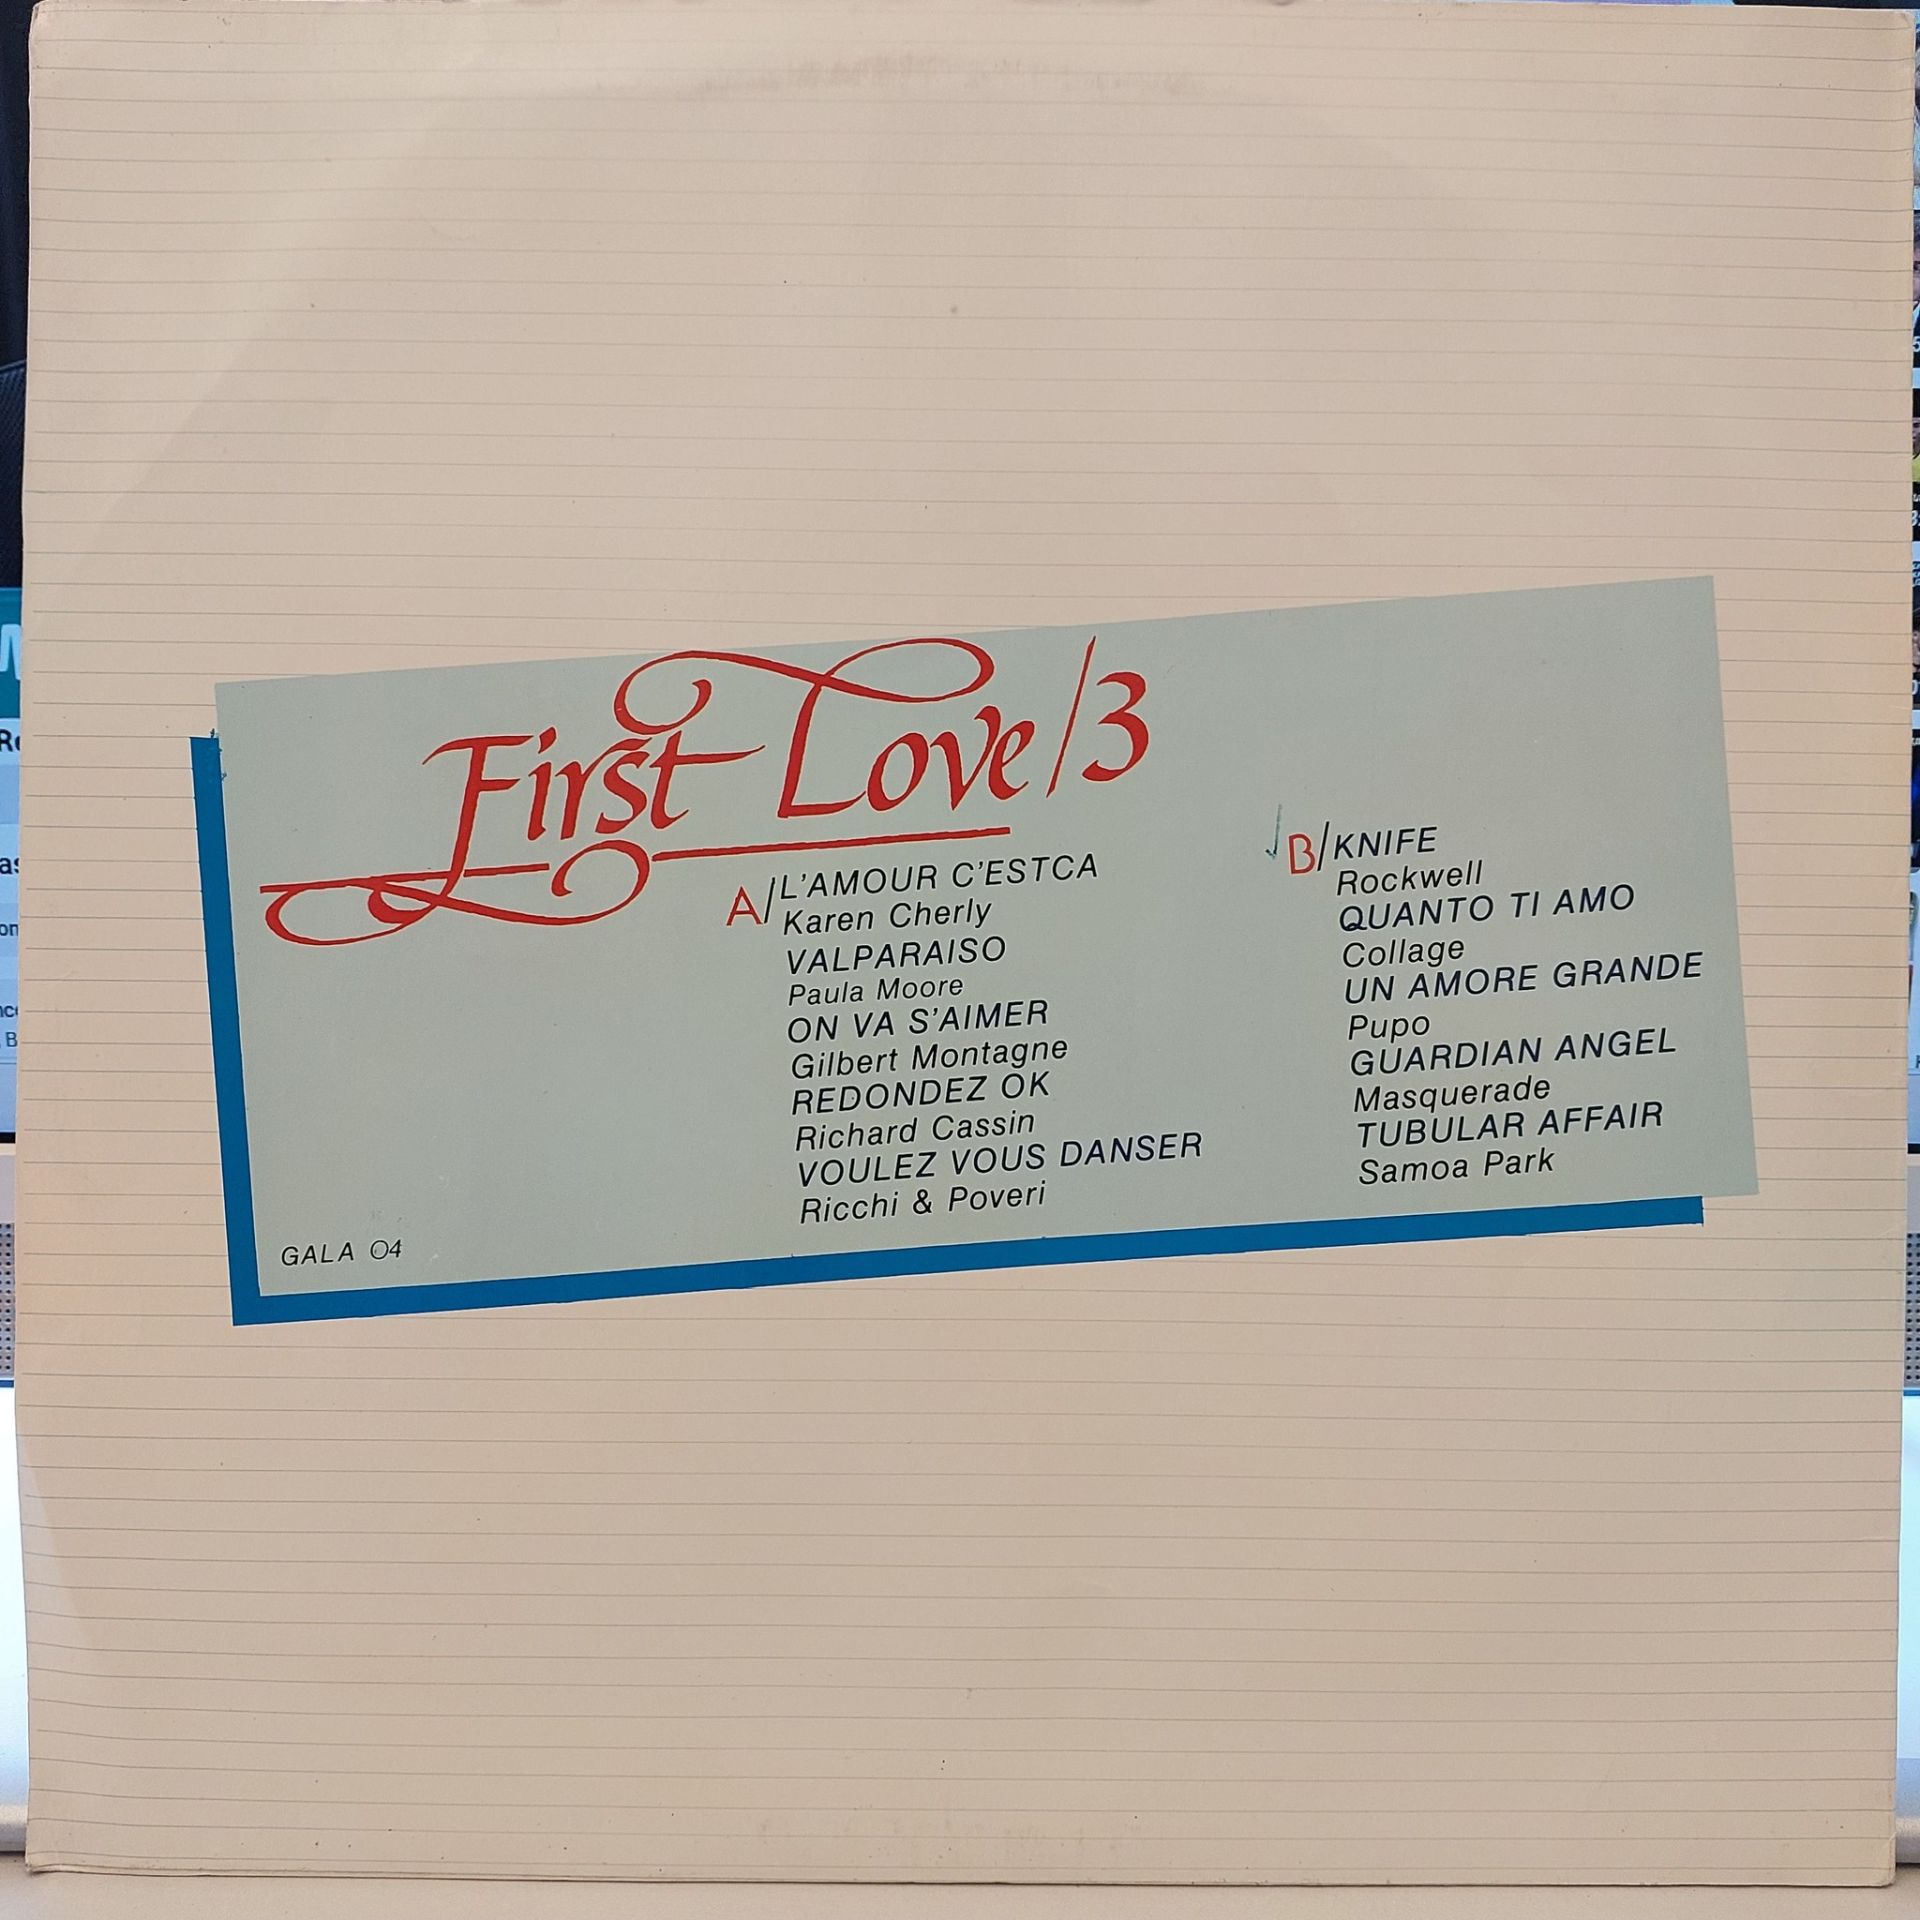 First Love/3
A/L'AMOUR C'ESTCA
Karen Cherly
VALPARAISO
Paula Moore
ON VA S'AIMER
Gilbert Montagne
REDONDEZ OK
Richard Cassin
VOULEZ VOUS DANSER
Ricchi & Poveri
B/KNIFE
Rockwell
QUANTO TI AMO
Collage
UN AMORE GRANDE
Pupo
GUARDIAN ANGEL
Masquerade
TUBULAR AFFAIR
Samoa Park
GALA 04